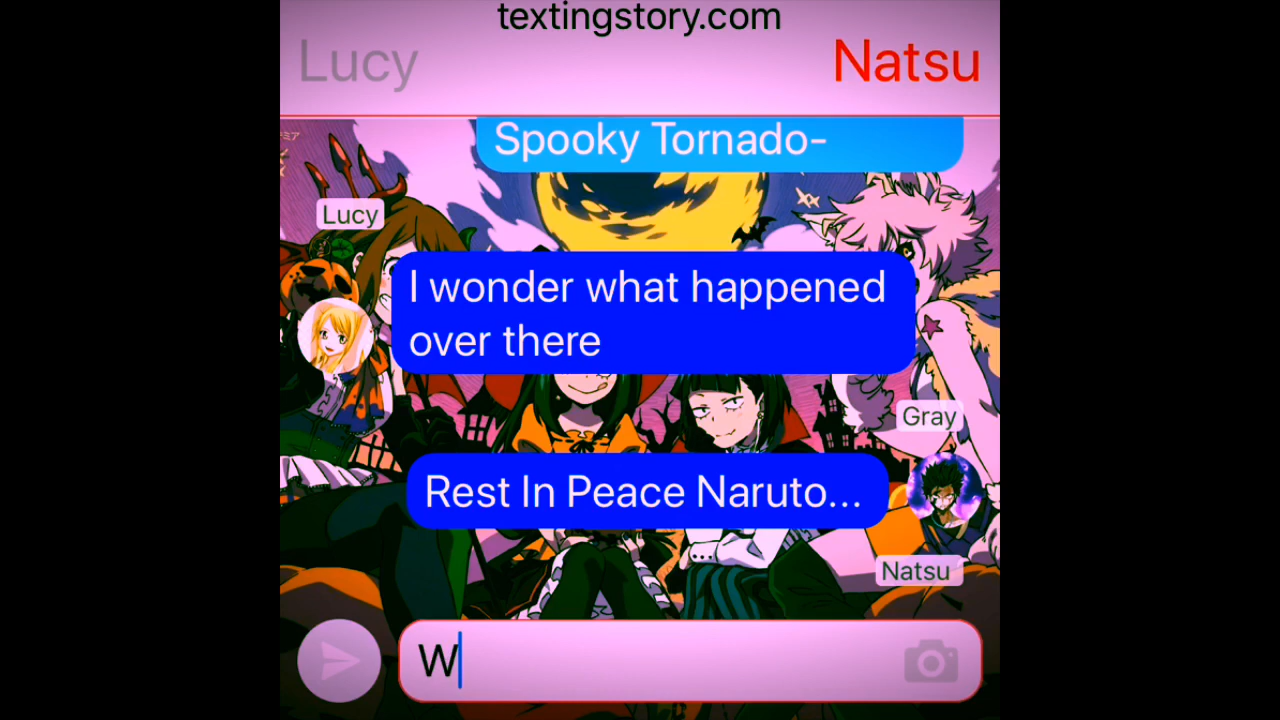 textingstory.com
Lucy
Natsu
Spooky Tornado-
Lucy
I wonder what happened
over there
Gray
Rest In Peace Naruto...
Natsu
W